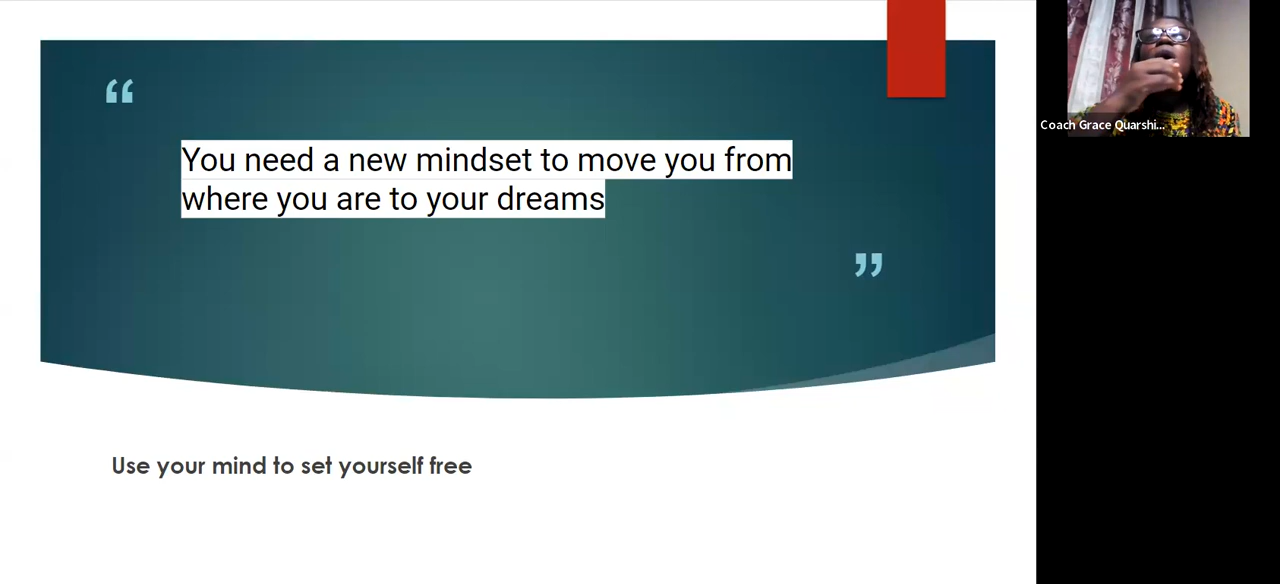 “
You need a new mindset to move you from
where you are to your dreams
”
Use your mind to set yourself free
Coach Grace Quarshi...